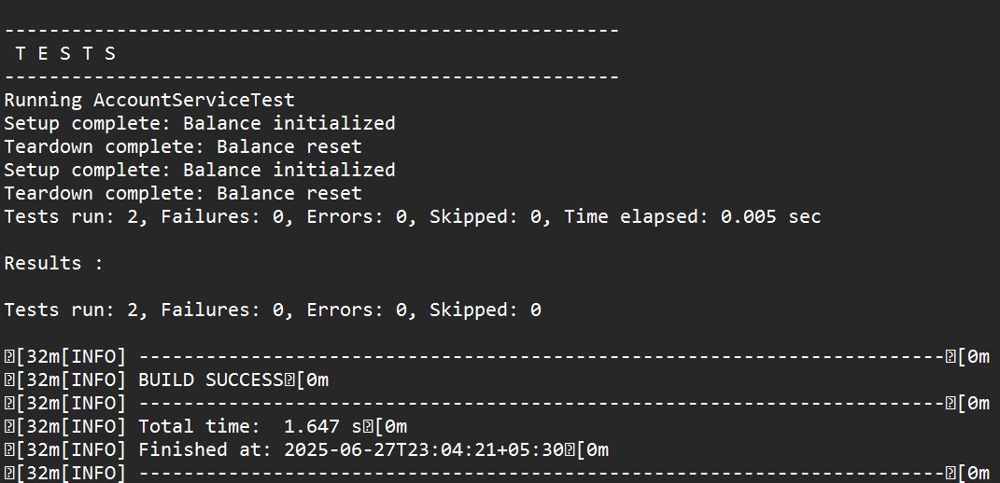 -------------------------------------------------------
 T E S T S
-------------------------------------------------------
Running AccountServiceTest
Setup complete: Balance initialized
Teardown complete: Balance reset
Setup complete: Balance initialized
Teardown complete: Balance reset
Tests run: 2, Failures: 0, Errors: 0, Skipped: 0, Time elapsed: 0.005 sec
Results :
Tests run: 2, Failures: 0, Errors: 0, Skipped: 0
[32m[INFO] ------------------------------------------------------------------------[0m
[32m[INFO] BUILD SUCCESS[0m
[32m[INFO] ------------------------------------------------------------------------[0m
[32m[INFO] Total time:  1.647 s[0m
[32m[INFO] Finished at: 2025-06-27T23:04:21+05:30[0m
[32m[INFO] ------------------------------------------------------------------------[0m